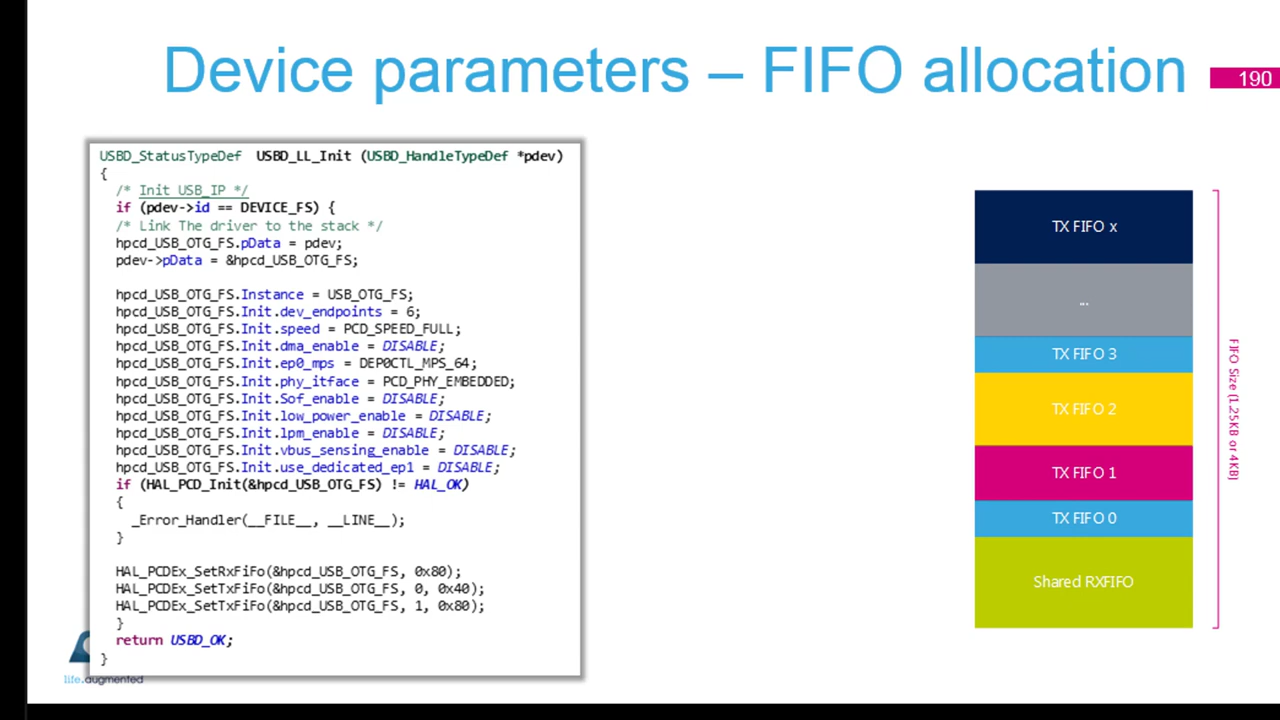 Device parameters – FIFO allocation
190
USBD_StatusTypeDef  USBD_LL_Init (USBD_HandleTypeDef *pdev)
{
  /* Init USB_IP */
  if (pdev->id == DEVICE_FS) {
  /* Link The driver to the stack */
  hpcd_USB_OTG_FS.pData = pdev;
  pdev->pData = &hpcd_USB_OTG_FS;

  hpcd_USB_OTG_FS.Instance = USB_OTG_FS;
  hpcd_USB_OTG_FS.Init.dev_endpoints = 6;
  hpcd_USB_OTG_FS.Init.speed = PCD_SPEED_FULL;
  hpcd_USB_OTG_FS.Init.dma_enable = DISABLE;
  hpcd_USB_OTG_FS.Init.ep0_mps = DEP0CTL_MPS_64;
  hpcd_USB_OTG_FS.Init.phy_itface = PCD_PHY_EMBEDDED;
  hpcd_USB_OTG_FS.Init.Sof_enable = DISABLE;
  hpcd_USB_OTG_FS.Init.low_power_enable = DISABLE;
  hpcd_USB_OTG_FS.Init.lpm_enable = DISABLE;
  hpcd_USB_OTG_FS.Init.vbus_sensing_enable = DISABLE;
  hpcd_USB_OTG_FS.Init.use_dedicated_ep1 = DISABLE;
  if (HAL_PCD_Init(&hpcd_USB_OTG_FS) != HAL_OK)
  {
    _Error_Handler(__FILE__, __LINE__);
  }

  HAL_PCDEx_SetRxFiFo(&hpcd_USB_OTG_FS, 0x80);
  HAL_PCDEx_SetTxFiFo(&hpcd_USB_OTG_FS, 0, 0x40);
  HAL_PCDEx_SetTxFiFo(&hpcd_USB_OTG_FS, 1, 0x80);
  }
  return USBD_OK;
}
life.augmented
TX FIFO x
...
TX FIFO 3
TX FIFO 2
TX FIFO 1
TX FIFO 0
Shared RXFIFO
FIFO Size (1.25KB or 4KB)